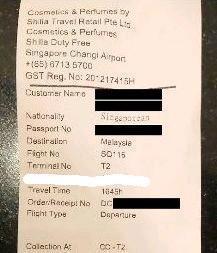 Cosmetics & Perfumes by
Shilla Travel Retail Pte Ltd
Cosmetics & Perfumes
Shilla Duty Free
Singapore Changi Airport
+(65) 6713 5700
GST Reg. No: 201217415H
Customer Name
Nationality Singaporean
Passport No
Destination Malaysia
Flight No SQ116
Terminal No T2
Travel Time 1645h
Order/Receipt No DC
Flight Type Departure
Collection At CC-T2